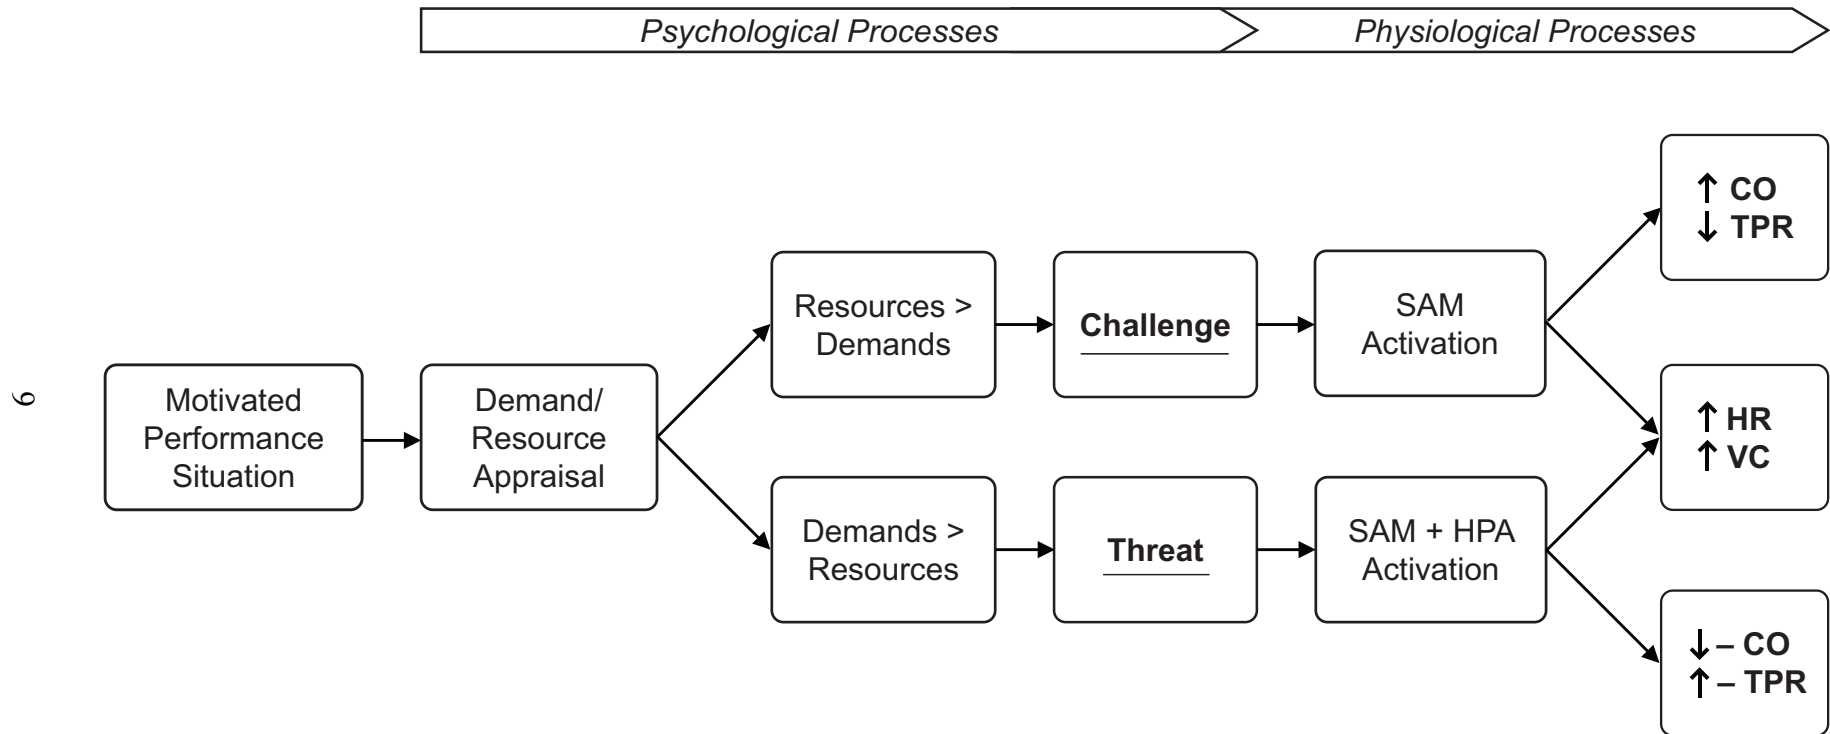 Psychological Processes
Physiological Processes
↑ CO
↓ TPR
Resources >
Demands
Challenge
SAM
Activation
6
Motivated
Performance
Situation
Demand/
Resource
Appraisal
↑ HR
↑ VC
Demands >
Resources
Threat
SAM + HPA
Activation
↓– CO
↑– TPR